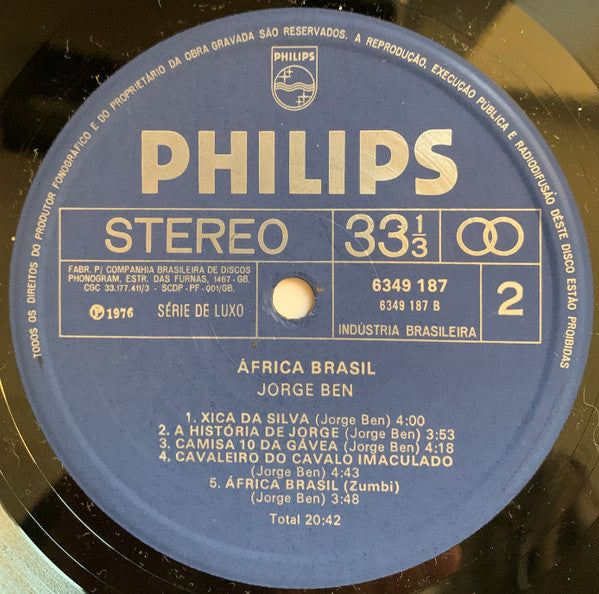 TODOS OS DIREITOS DO PRODUTOR FONOGRÁFICO E DO PROPRIETÁRIO DA OBRA GRAVADA SÃO RESERVADOS. A REPRODUÇÃO, EXECUÇÃO PÚBLICA E RADIODIFUSÃO DÊSTE DISCO ESTÃO PROIBIDAS
PHILIPS
PHILIPS
STEREO
33 1/3
FABR. P/ COMPANHIA BRASILEIRA DE DISCOS
PHONOGRAM, ESTR. DAS FURNAS, 1467-GB.
CGC 33.177.411/3 - SCDP-PF-001/GB.
Ⓟ 1976 SÉRIE DE LUXO
6349 187
6349 187 B
INDÚSTRIA BRASILEIRA
2
ÁFRICA BRASIL
JORGE BEN
1. XICA DA SILVA (Jorge Ben) 4:00
2. A HISTÓRIA DE JORGE (Jorge Ben) 3:53
3. CAMISA 10 DA GÁVEA (Jorge Ben) 4:18
4. CAVALEIRO DO CAVALO IMACULADO
(Jorge Ben) 4:43
5. ÁFRICA BRASIL (Zumbi)
(Jorge Ben) 3:48
Total 20:42